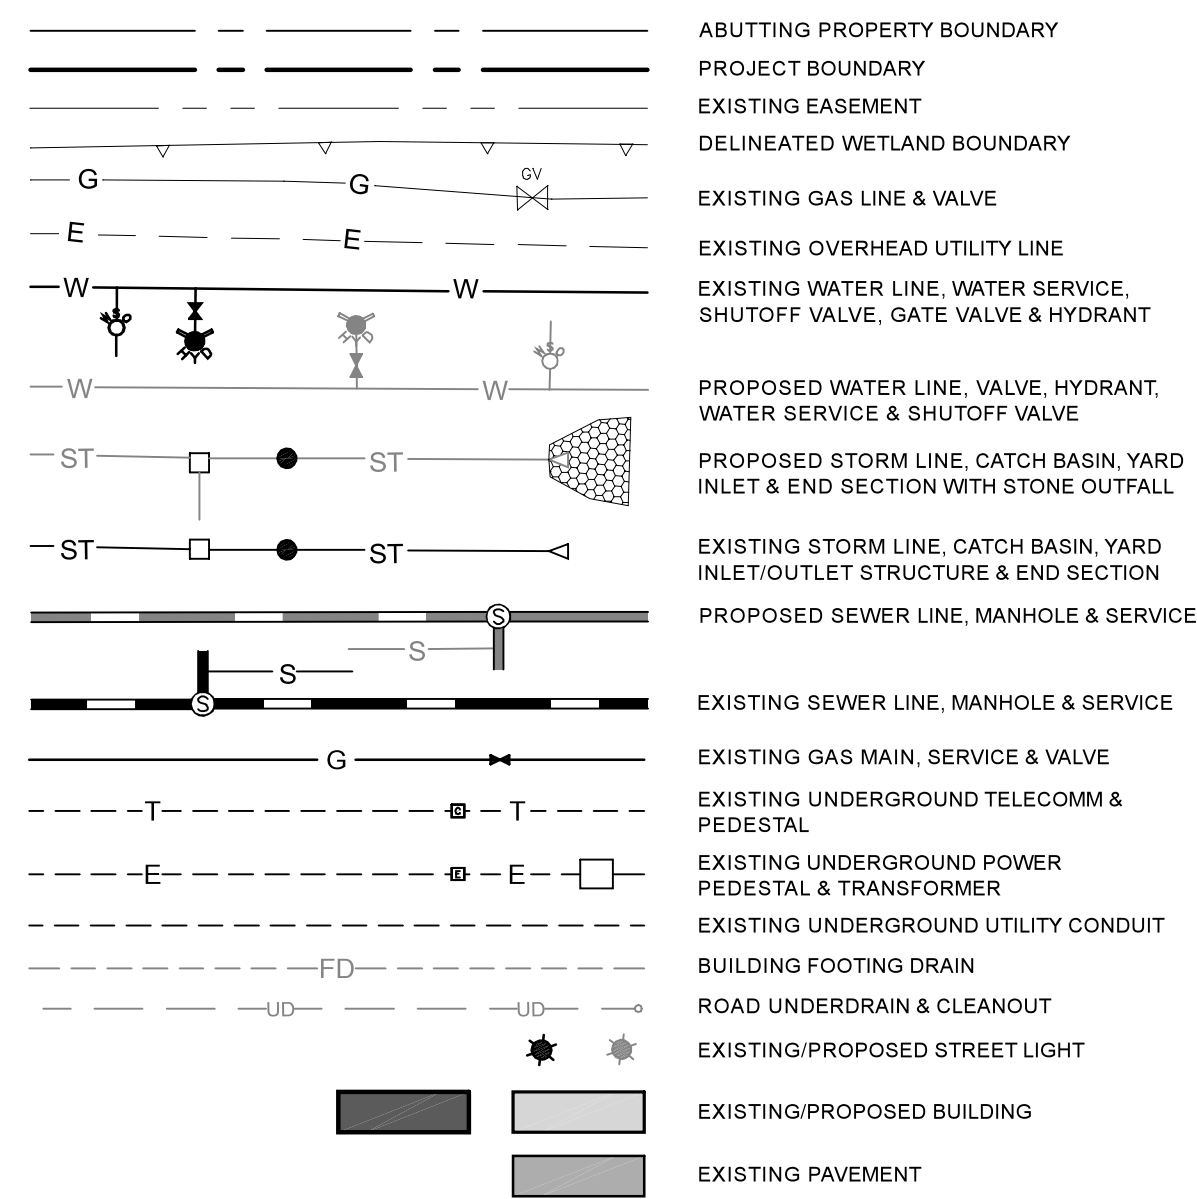 ABUTTING PROPERTY BOUNDARY
PROJECT BOUNDARY
EXISTING EASEMENT
DELINEATED WETLAND BOUNDARY
G G GV
EXISTING GAS LINE & VALVE
E E
EXISTING OVERHEAD UTILITY LINE
W W
EXISTING WATER LINE, WATER SERVICE,
SHUTOFF VALVE, GATE VALVE & HYDRANT
WSO
HYD
HYD
WSO
W W
PROPOSED WATER LINE, VALVE, HYDRANT,
WATER SERVICE & SHUTOFF VALVE
ST ST
PROPOSED STORM LINE, CATCH BASIN, YARD
INLET & END SECTION WITH STONE OUTFALL
ST ST
EXISTING STORM LINE, CATCH BASIN, YARD
INLET/OUTLET STRUCTURE & END SECTION
S
PROPOSED SEWER LINE, MANHOLE & SERVICE
S
S
S
EXISTING SEWER LINE, MANHOLE & SERVICE
G
EXISTING GAS MAIN, SERVICE & VALVE
T C T
EXISTING UNDERGROUND TELECOMM &
PEDESTAL
E E E
EXISTING UNDERGROUND POWER
PEDESTAL & TRANSFORMER
EXISTING UNDERGROUND UTILITY CONDUIT
FD
BUILDING FOOTING DRAIN
UD UD
ROAD UNDERDRAIN & CLEANOUT
EXISTING/PROPOSED STREET LIGHT
EXISTING/PROPOSED BUILDING
EXISTING PAVEMENT